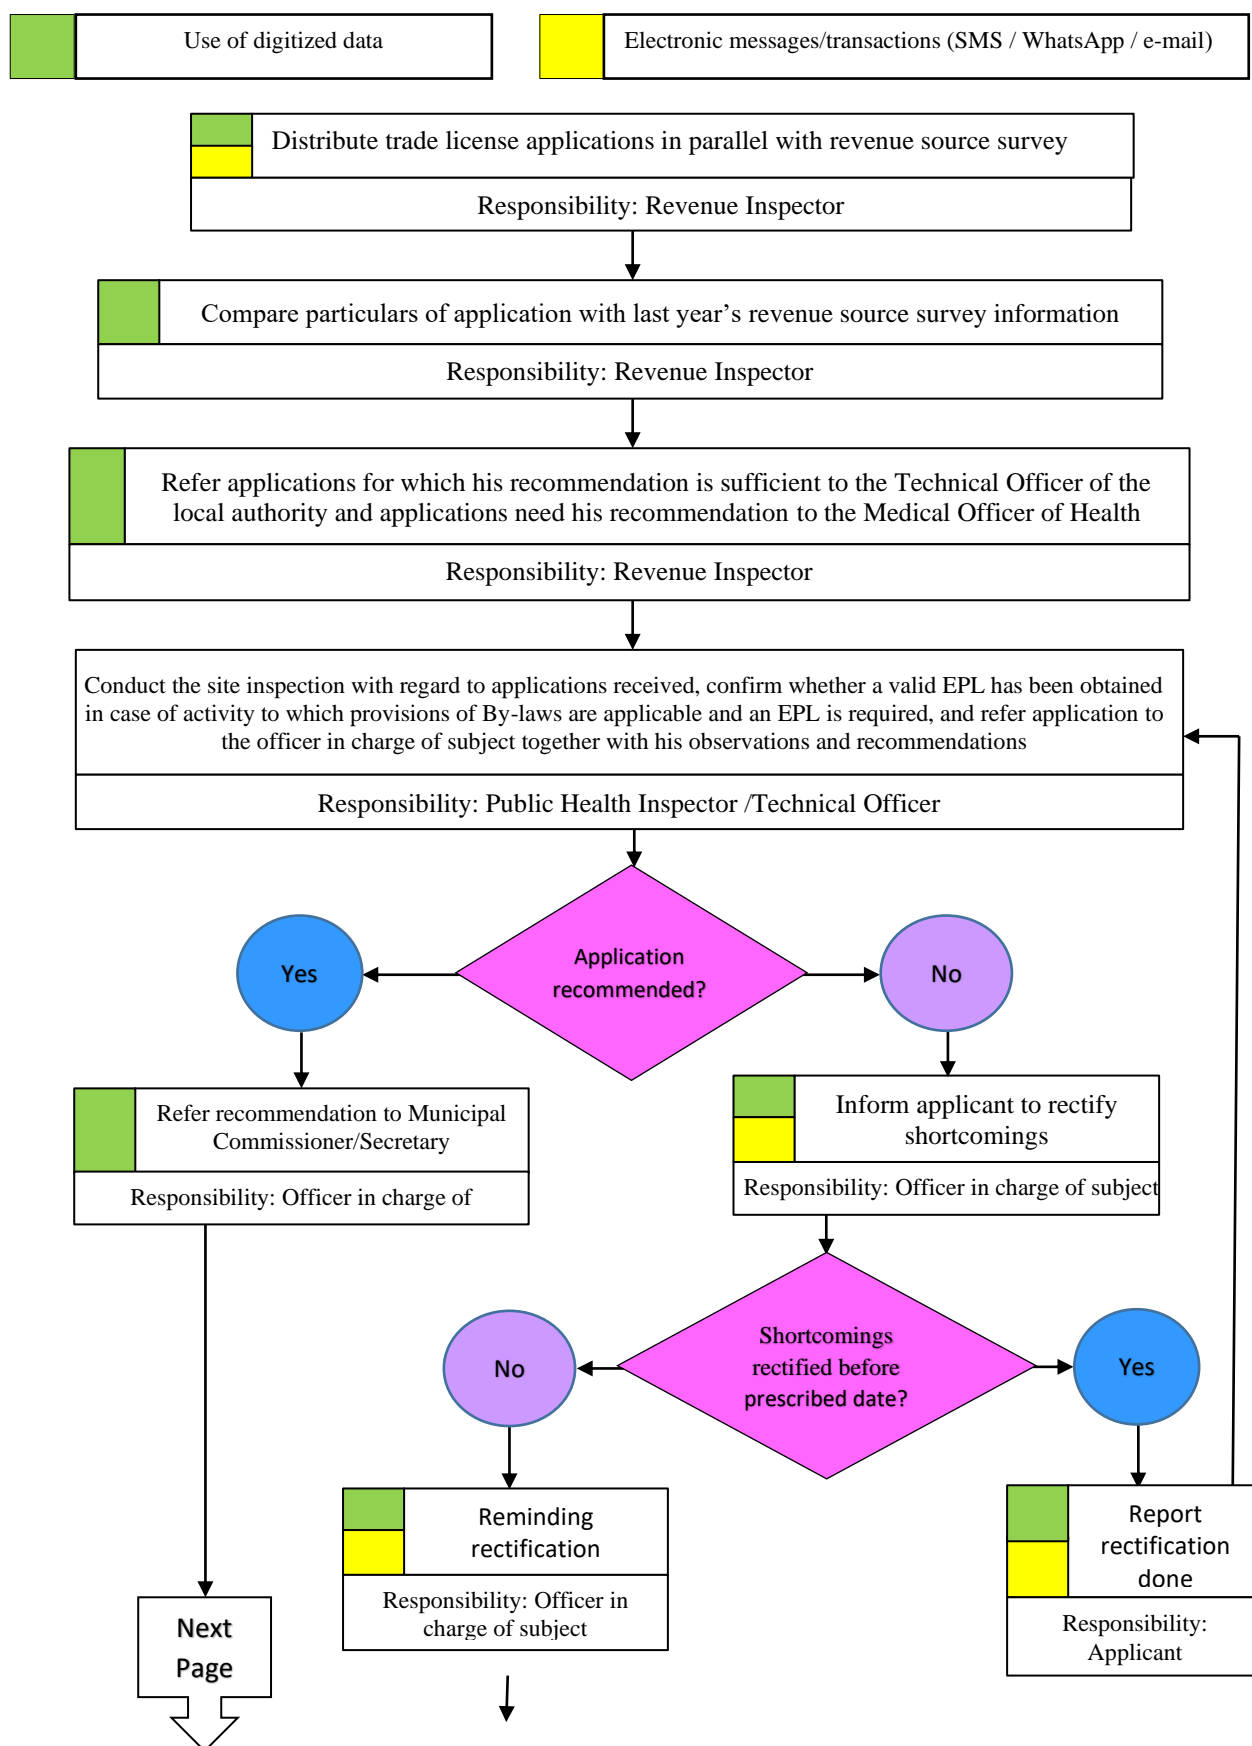 Use of digitized data
Electronic messages/transactions (SMS / WhatsApp / e-mail)
Distribute trade license applications in parallel with revenue source survey
Responsibility: Revenue Inspector
Compare particulars of application with last year’s revenue source survey information
Responsibility: Revenue Inspector
Refer applications for which his recommendation is sufficient to the Technical Officer of the
local authority and applications need his recommendation to the Medical Officer of Health
Responsibility: Revenue Inspector
Conduct the site inspection with regard to applications received, confirm whether a valid EPL has been obtained
in case of activity to which provisions of By-laws are applicable and an EPL is required, and refer application to
the officer in charge of subject together with his observations and recommendations
Responsibility: Public Health Inspector /Technical Officer
Application
recommended?
Yes
No
Refer recommendation to Municipal
Commissioner/Secretary
Responsibility: Officer in charge of
Inform applicant to rectify
shortcomings
Responsibility: Officer in charge of subject
Shortcomings
rectified before
prescribed date?
No
Yes
Reminding
rectification
Responsibility: Officer in
charge of subject
Report
rectification
done
Responsibility:
Applicant
Next
Page